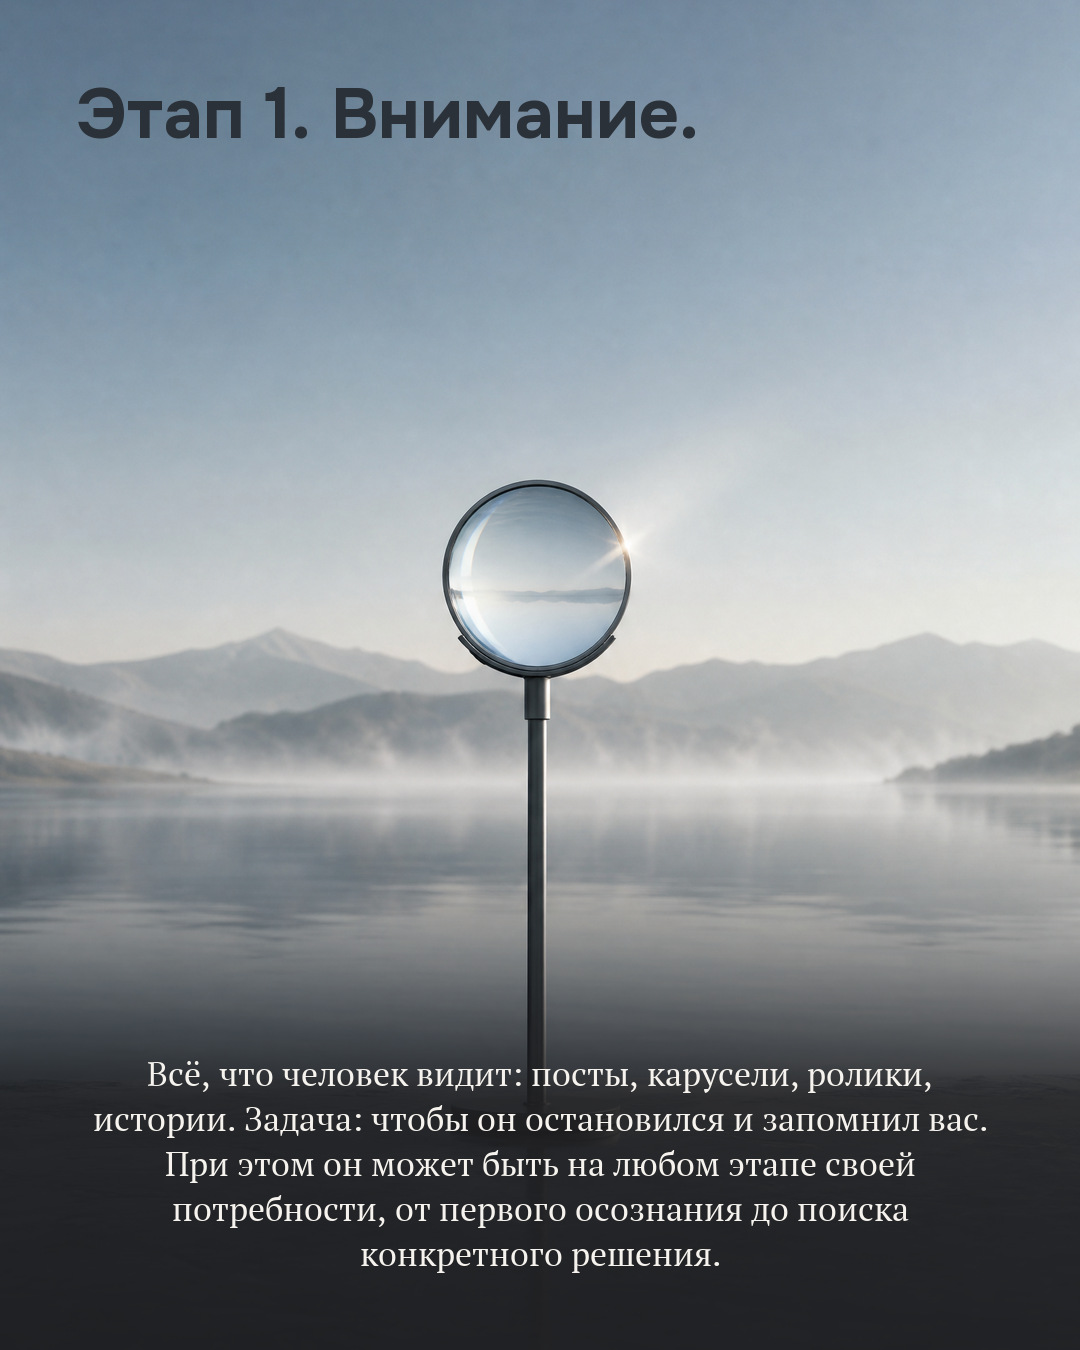 Этап 1. Внимание.
Всё, что человек видит: посты, карусели, ролики,
истории. Задача: чтобы он остановился и запомнил вас.
При этом он может быть на любом этапе своей
потребности, от первого осознания до поиска
конкретного решения.